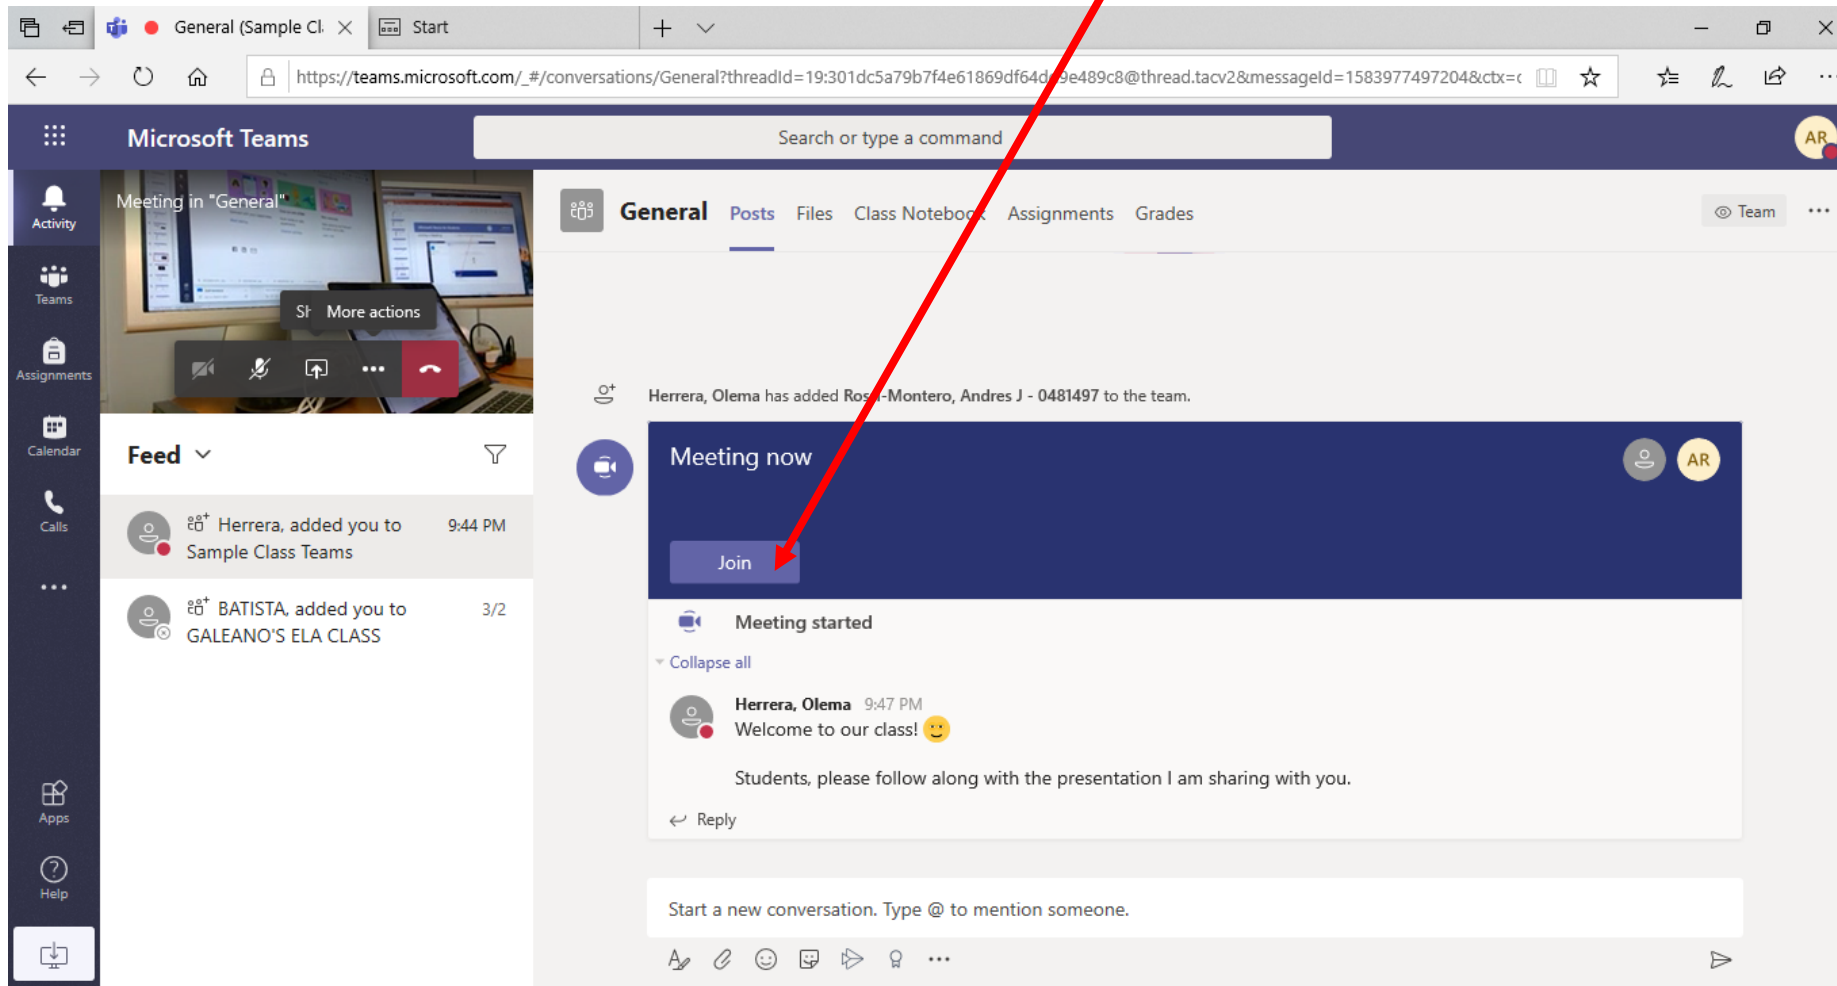 General (Sample Cl
Start
https://teams.microsoft.com/_#/conversations/General?threadId=19:301dc5a79b7f4e61869df64d 9e489c8@thread.tacv2&messageId=1583977497204&ctx=c
Microsoft Teams
Search or type a command
AR
Activity
Teams
Assignments
Calendar
Calls
Apps
Help
Meeting in "General"
Sh
More actions
Feed
Herrera, added you to
Sample Class Teams
9:44 PM
BATISTA, added you to
GALEANO'S ELA CLASS
3/2
General
Posts
Files
Class Notebook
Assignments
Grades
Team
Herrera, Olema has added -Montero, Andres J - 0481497 to the team.
Meeting now
AR
Join
Meeting started
Collapse all
Herrera, Olema 9:47 PM
Welcome to our class!
Students, please follow along with the presentation I am sharing with you.
Reply
Start a new conversation. Type @ to mention someone.